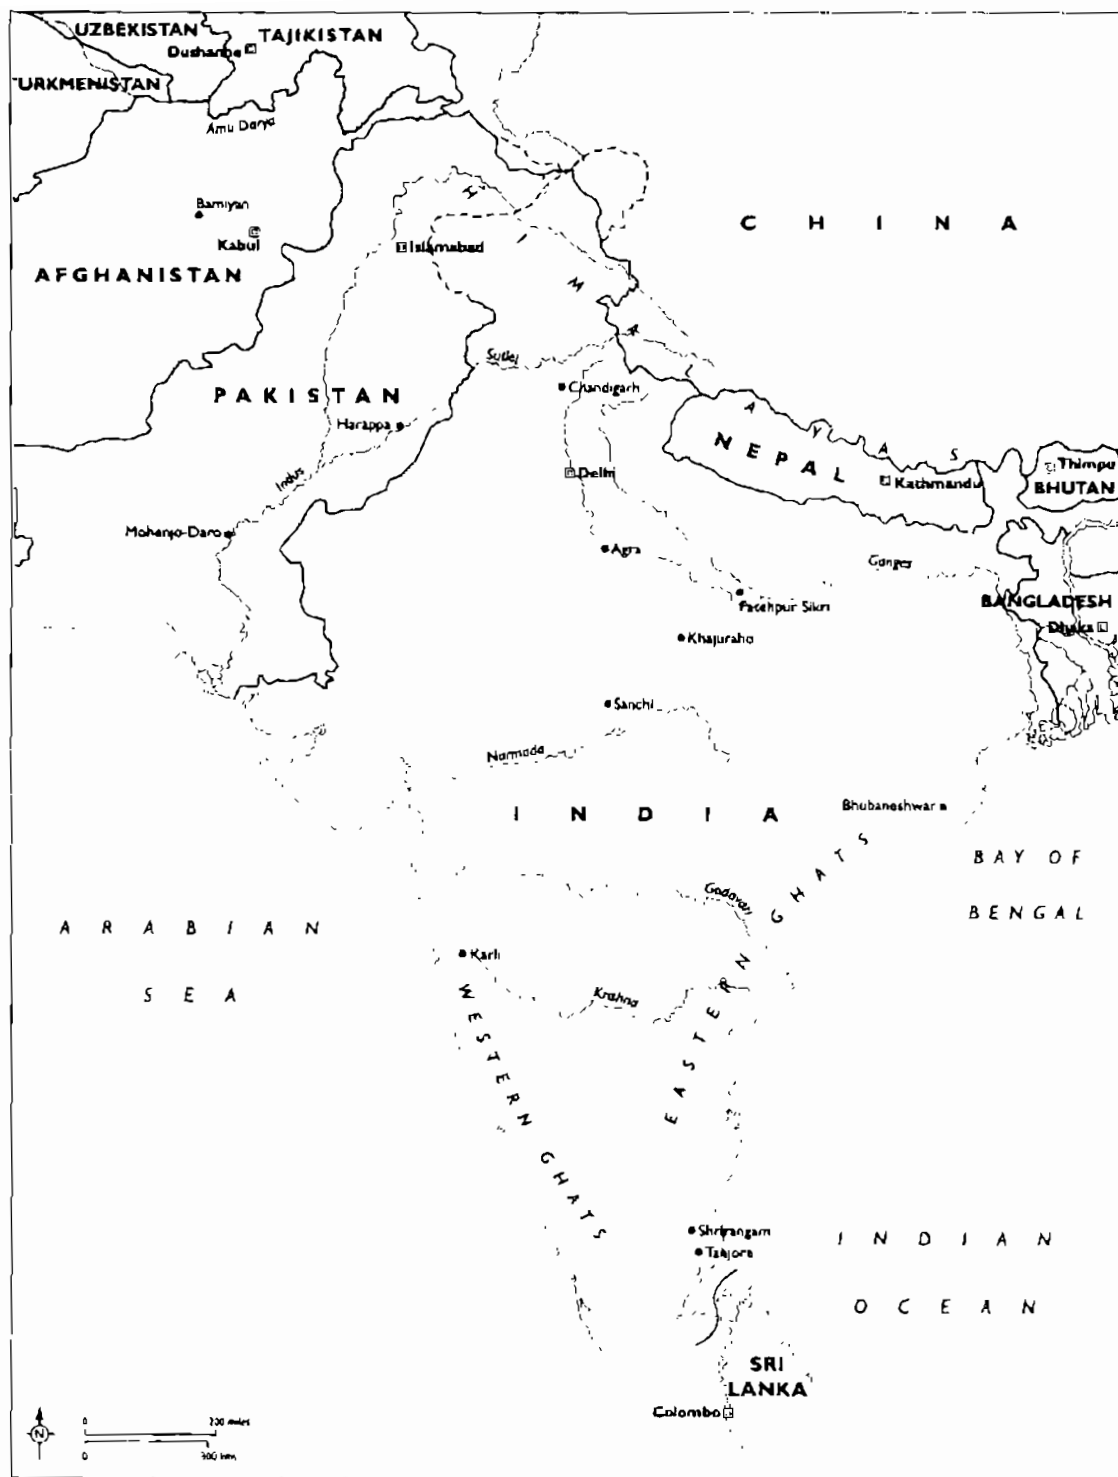 UZBEKISTAN
TAJIKISTAN
Dushanbe
TURKMENISTAN
Amu Darya
Bamiyan
Kabul
AFGHANISTAN
Islamabad
CHINA
HIMALAYAS
Sutlej
PAKISTAN
Chandigarh
Harappa
NEPAL
Delhi
Kathmandu
Thimpu
BHUTAN
Indus
Mohenjo-Daro
Agra
Ganges
Fatehpur Sikri
BANGLADESH
Dhaka
Khajuraho
Sanchi
Narmada
INDIA
Bhubaneshwar
BAY OF
BENGAL
Godavari
ARABIAN
SEA
Karli
Krishna
WESTERN GHATS
EASTERN GHATS
Shrirangam
Tanjore
INDIAN
OCEAN
SRI
LANKA
Colombo
N
0 200 miles
0 300 km